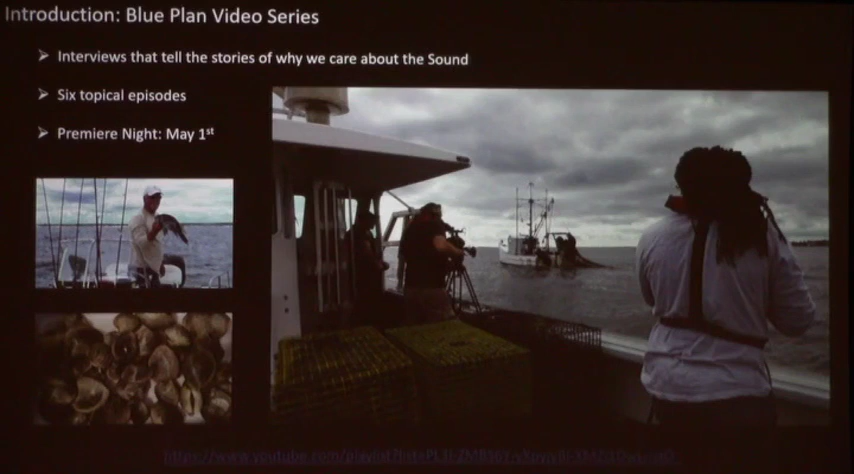 Introduction: Blue Plan Video Series
➢ Interviews that tell the stories of why we care about the Sound
➢ Six topical episodes
➢ Premiere Night: May 1st